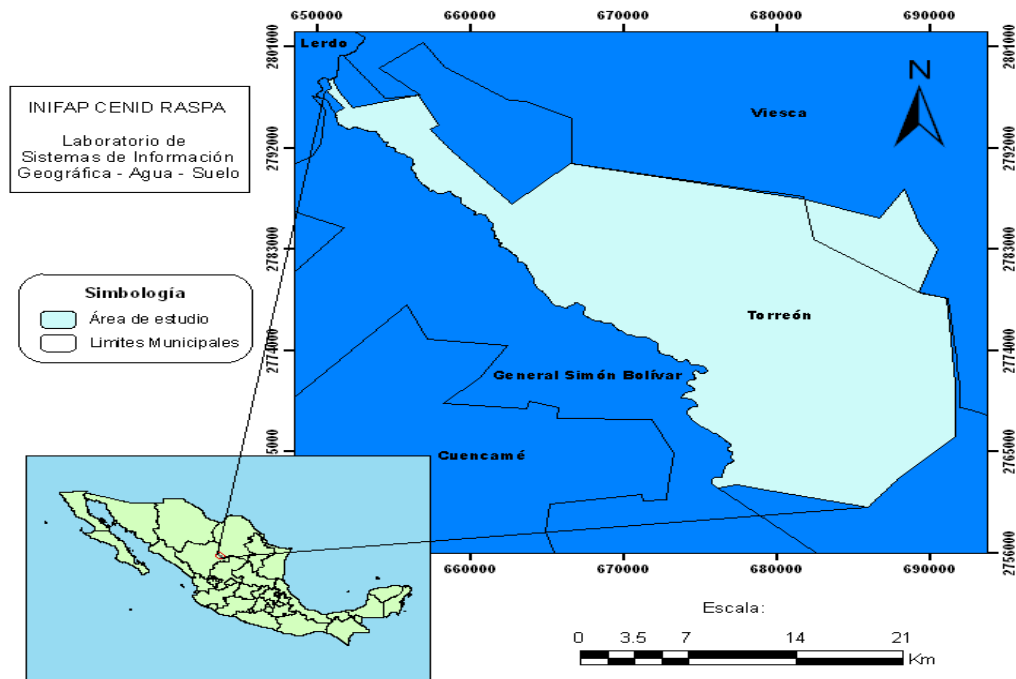 650000 660000 670000 680000 690000
2801000 2801000
Lerdo
N
INIFAP CENID RASPA
Laboratorio de
Sistemas de Información
Geográfica - Agua - Suelo
Viesca
2792000 2792000
2783000 2783000
Simbología
Área de estudio
Limites Municipales
Torreón
2774000 2774000
General Simón Bolívar
Cuencamé
5000 2765000
2756000
660000 670000 680000 690000
Escala:
0 3.5 7 14 21
Km